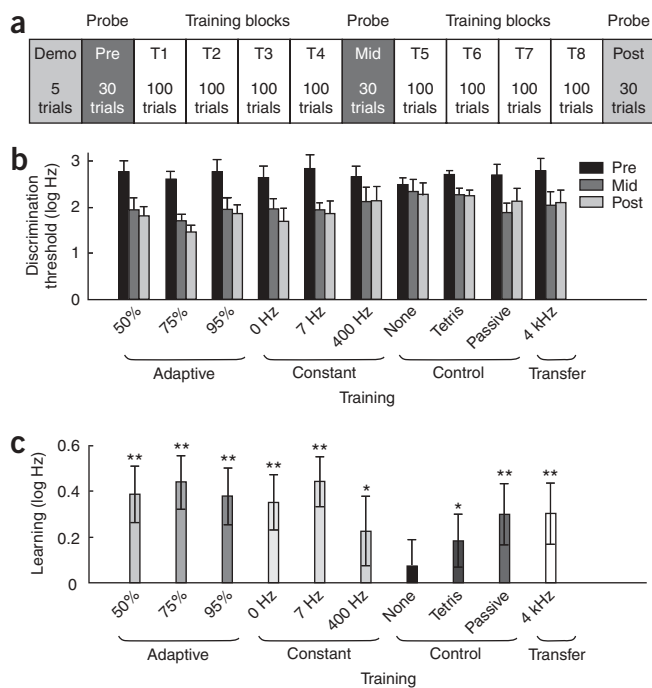 a
Probe Training blocks Probe Training blocks Probe
Demo Pre T1 T2 T3 T4 Mid T5 T6 T7 T8 Post
5 30 100 100 100 100 30 100 100 100 100 30
trials trials trials trials trials trials trials trials trials trials trials trials
b
Discrimination
threshold (log Hz)
3
2
1
0
Pre
Mid
Post
50% 75% 95% 0 Hz 7 Hz 400 Hz None Tetris Passive 4 kHz
Adaptive Constant Control Transfer
Training
c
Learning (log Hz)
0.6
0.4
0.2
0
** ** ** ** ** * * ** **
50% 75% 95% 0 Hz 7 Hz 400 Hz None Tetris Passive 4 kHz
Adaptive Constant Control Transfer
Training